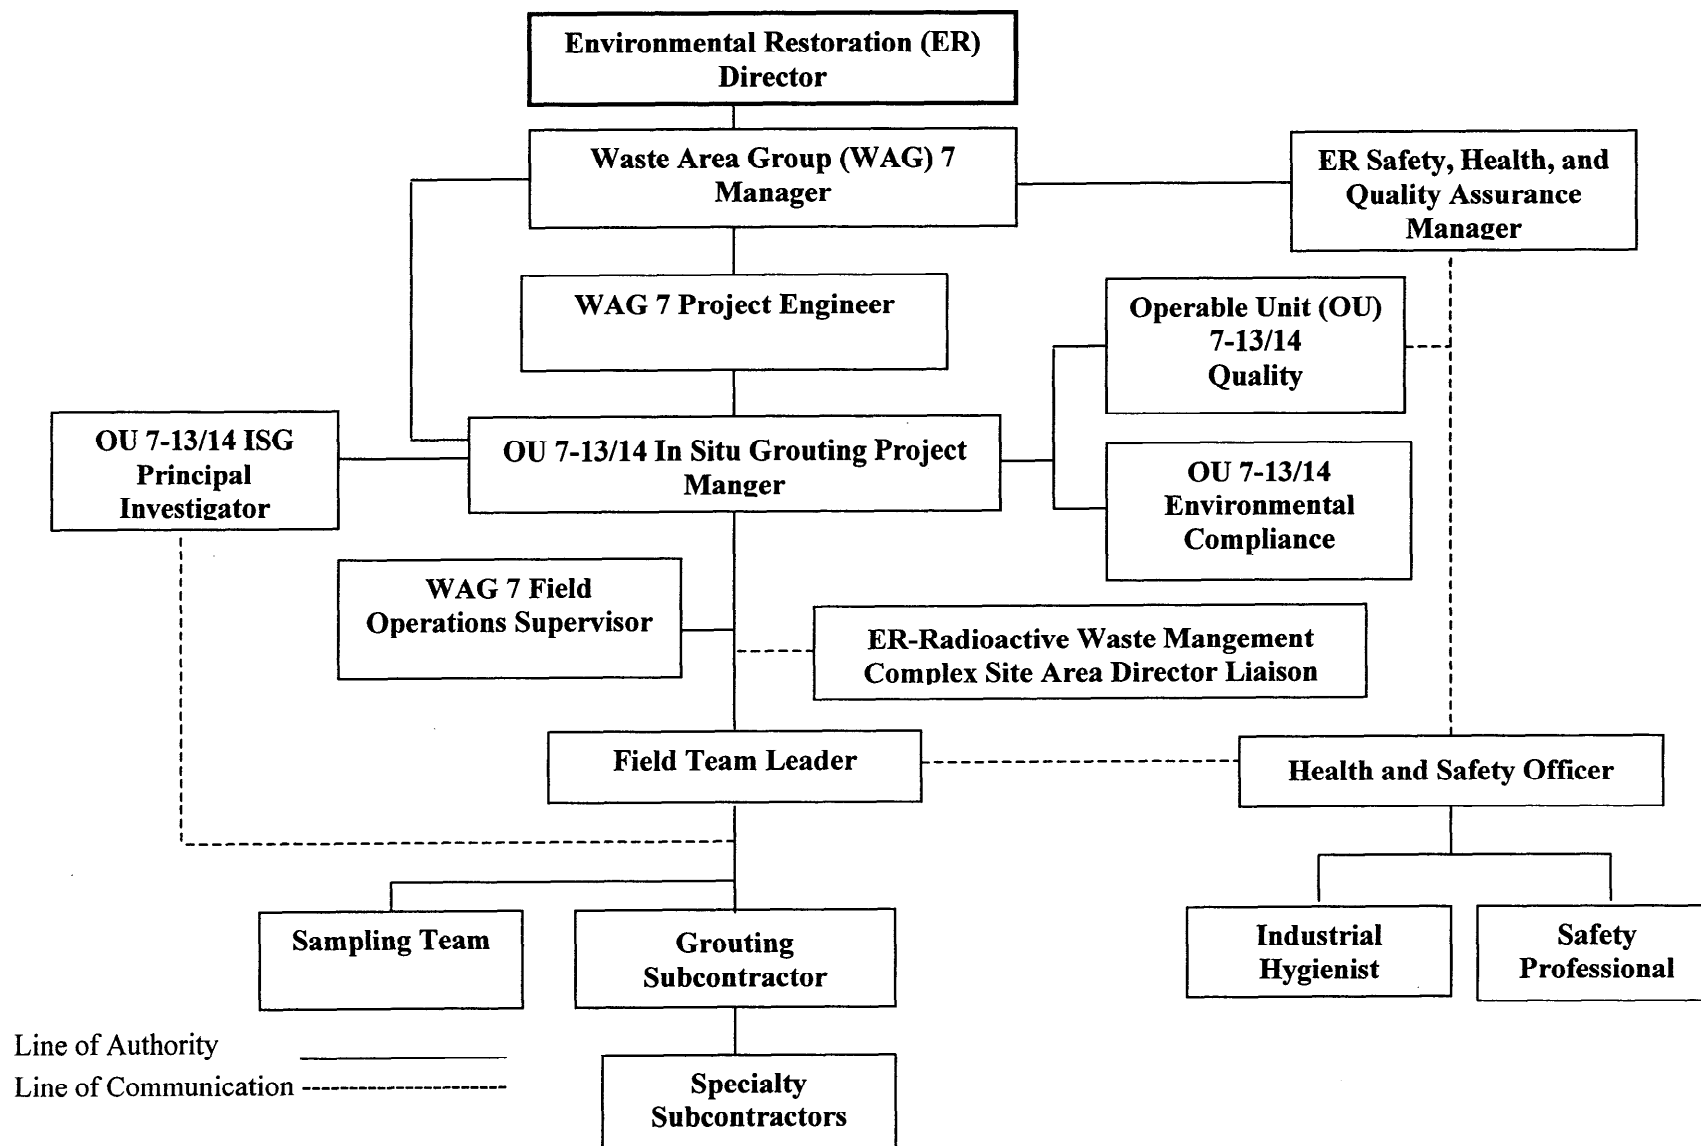 Environmental Restoration (ER)
Director
Waste Area Group (WAG) 7
Manager
ER Safety, Health, and
Quality Assurance
Manager
WAG 7 Project Engineer
Operable Unit (OU)
7-13/14
Quality
OU 7-13/14 ISG
Principal
Investigator
OU 7-13/14 In Situ Grouting Project
Manger
OU 7-13/14
Environmental
Compliance
WAG 7 Field
Operations Supervisor
ER-Radioactive Waste Mangement
Complex Site Area Director Liaison
Field Team Leader
Health and Safety Officer
Sampling Team
Grouting
Subcontractor
Industrial
Hygienist
Safety
Professional
Line of Authority
Line of Communication
Specialty
Subcontractors